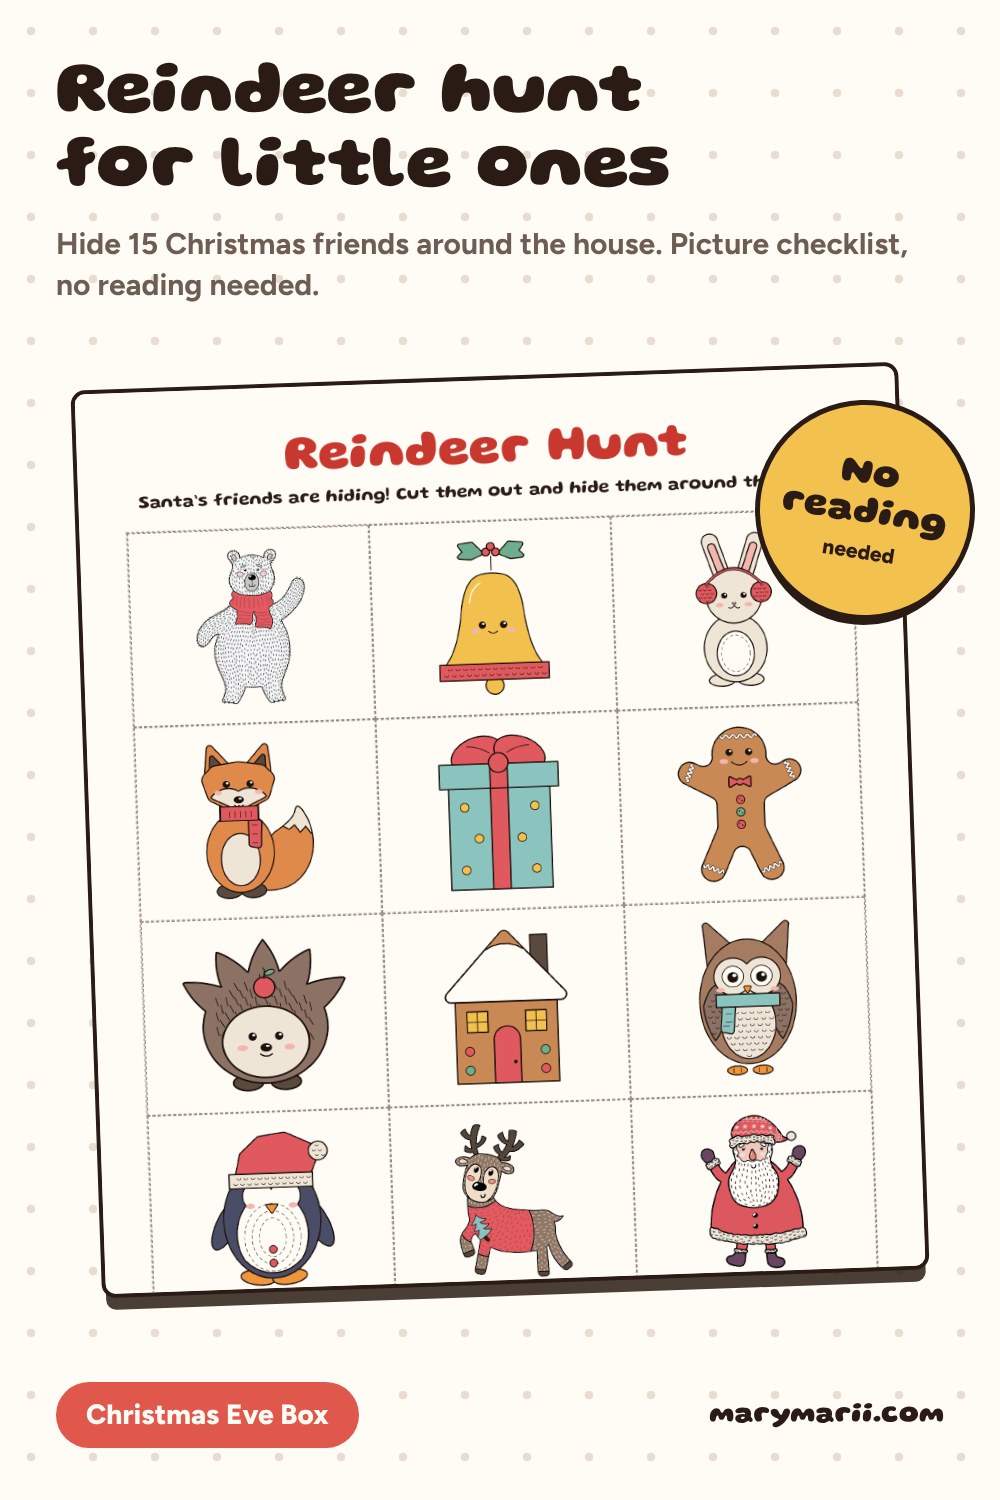 Reindeer hunt
for little ones
Hide 15 Christmas friends around the house. Picture checklist,
no reading needed.
Reindeer Hunt
Santa's friends are hiding! Cut them out and hide them around
No
reading
needed
Christmas Eve Box
marymarii.com